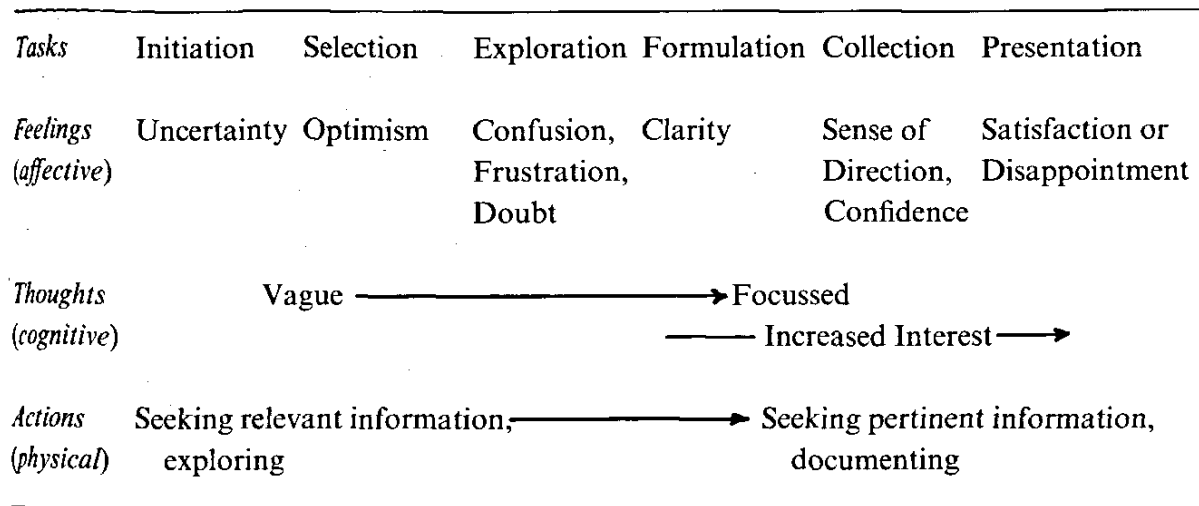 Tasks Initiation Selection Exploration Formulation Collection Presentation
Feelings Uncertainty Optimism Confusion, Clarity Sense of Satisfaction or
(affective) Frustration, Direction, Disappointment
Doubt Confidence
Thoughts Vague Focussed
(cognitive) Increased Interest
Actions Seeking relevant information, Seeking pertinent information,
(physical) exploring documenting